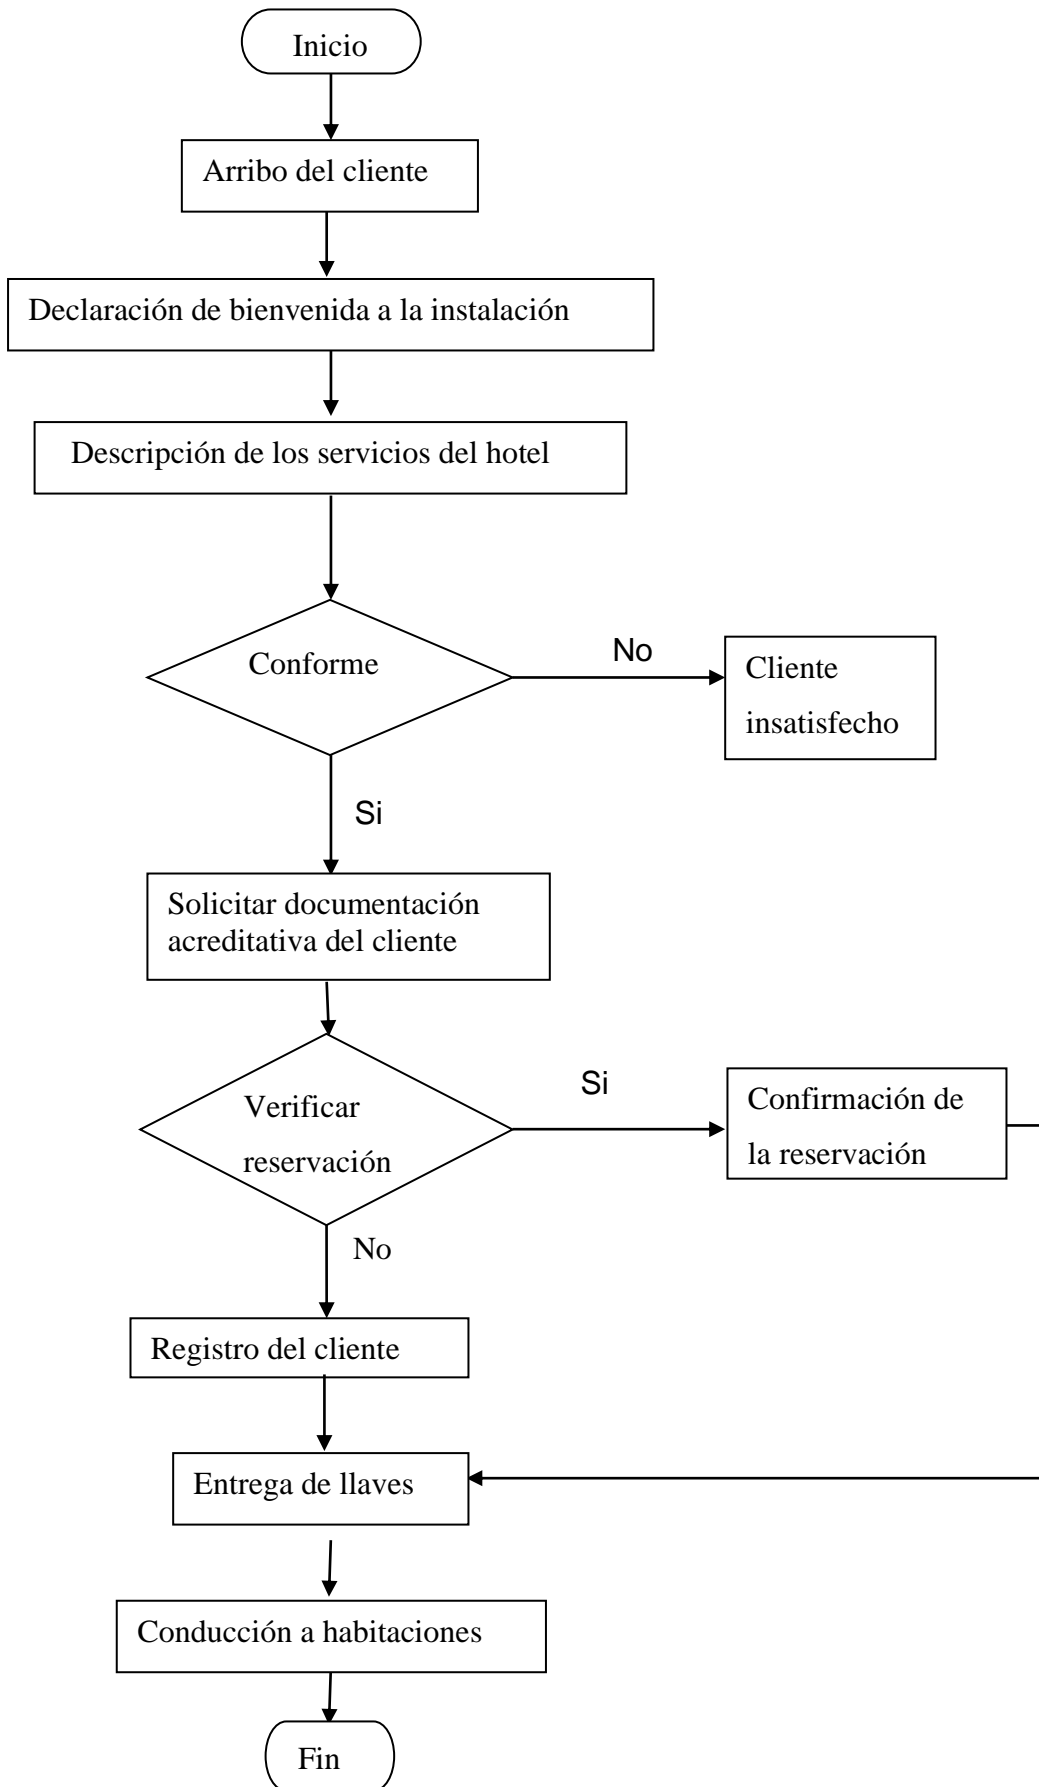 Inicio
Arribo del cliente
Declaración de bienvenida a la instalación
Descripción de los servicios del hotel
Conforme
No
Cliente
insatisfecho
Si
Solicitar documentación
acreditativa del cliente
Verificar
reservación
Si
Confirmación de
la reservación
No
Registro del cliente
Entrega de llaves
Conducción a habitaciones
Fin